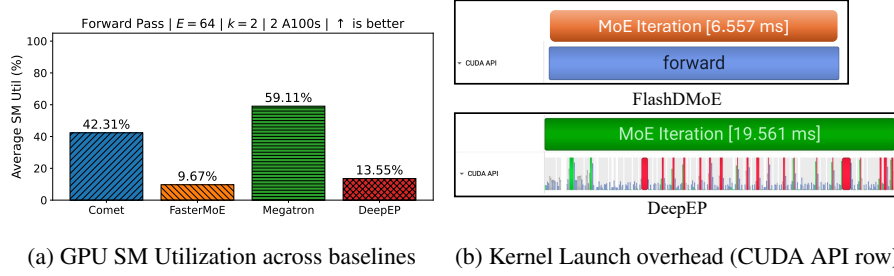 Forward Pass | E = 64 | k = 2 | 2 A100s | ↑ is better
Average SM Util (%)
100
80
60
40
20
0
42.31%
9.67%
59.11%
13.55%
Comet
FasterMoE
Megatron
DeepEP
(a) GPU SM Utilization across baselines
MoE Iteration [6.557 ms]
CUDA API
forward
FlashDMoE
MoE Iteration [19.561 ms]
CUDA API
DeepEP
(b) Kernel Launch overhead (CUDA API row)